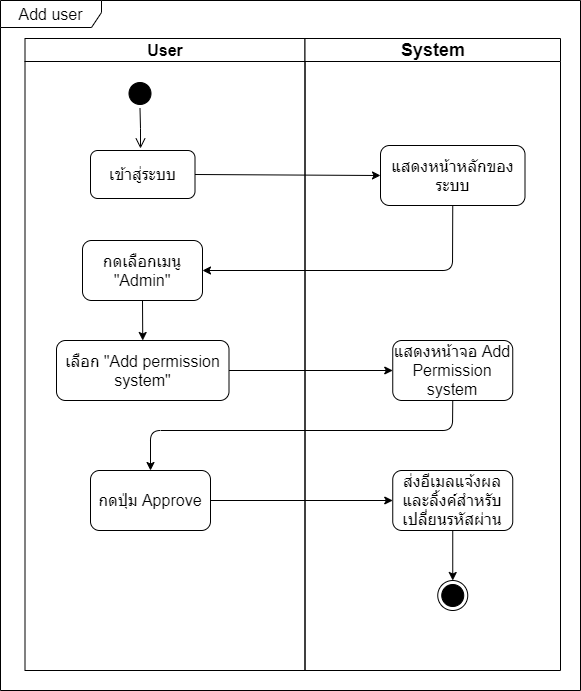 Add user
User
System
เข้าสู่ระบบ
แสดงหน้าหลักของ
ระบบ
กดเลือกเมนู
"Admin"
เลือก "Add permission
system"
แสดงหน้าจอ Add
Permission
system
กดปุ่ม Approve
ส่งอีเมลแจ้งผล
และลิ้งค์สำหรับ
เปลี่ยนรหัสผ่าน